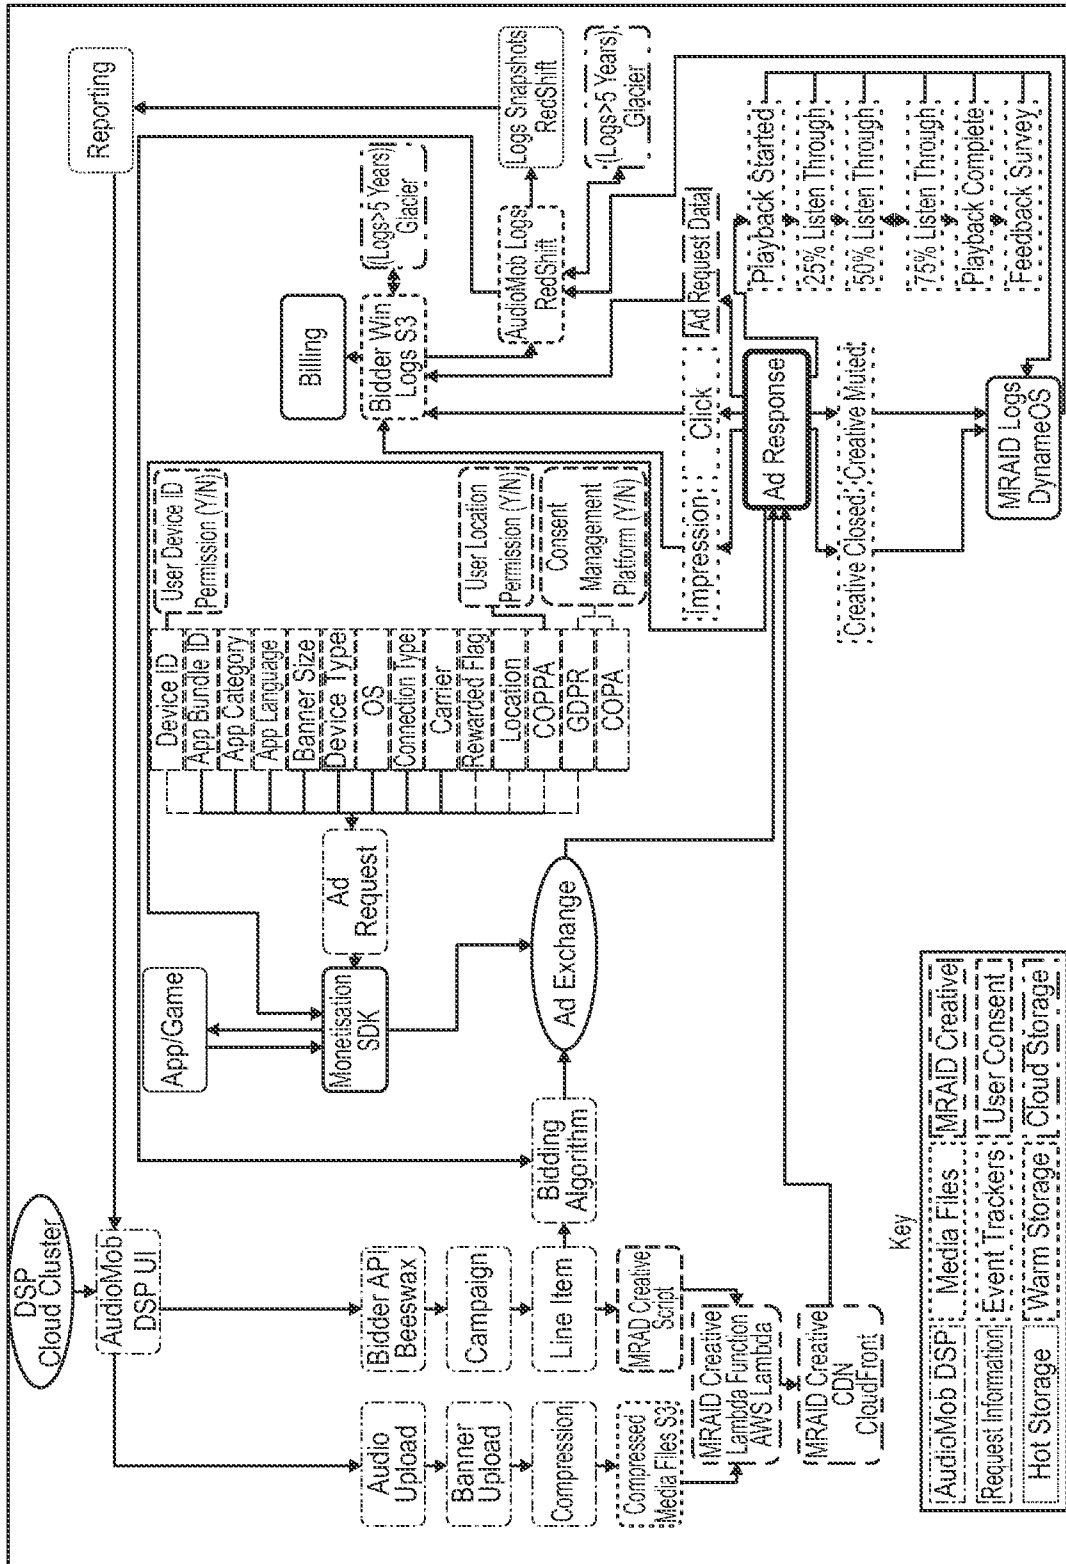 DSP
Cloud Cluster
AudioMob
DSP UI
Audio
Upload
Banner
Upload
Compression
Compressed
Media Files S3
Bidder API
Beeswax
Campaign
Line Item
MRAD Creative
Script
MRAID Creative
Lambda Function
AWS Lambda
MRAID Creative
CDN
CloudFront
Bidding
Algorithm
App/Game
Monetisation
SDK
Ad
Request
Ad Exchange
Device ID
App Bundle ID
App Category
App Language
Banner Size
Device Type
OS
Connection Type
Carrier
Rewarded Flag
Location
COPPA
GDPR
COPA
User Device ID
Permission (Y/N)
User Location
Permission (Y/N)
Consent
Management
Platform (Y/N)
Reporting
Billing
Bidder Win
Logs S3
(Logs>5 Years)
Glacier
AudioMob Logs
RedShift
Logs Snapshots
RedShift
(Logs>5 Years)
Glacier
Impression
Click
Ad Request Data
Ad Response
Creative Closed
Creative Muted
Playback Started
25% Listen Through
50% Listen Through
75% Listen Through
Playback Complete
Feedback Survey
MRAID Logs
DynameOS
Key
AudioMob DSP
Media Files
MRAID Creative
Request Information
Event Trackers
User Consent
Hot Storage
Warm Storage
Cloud Storage